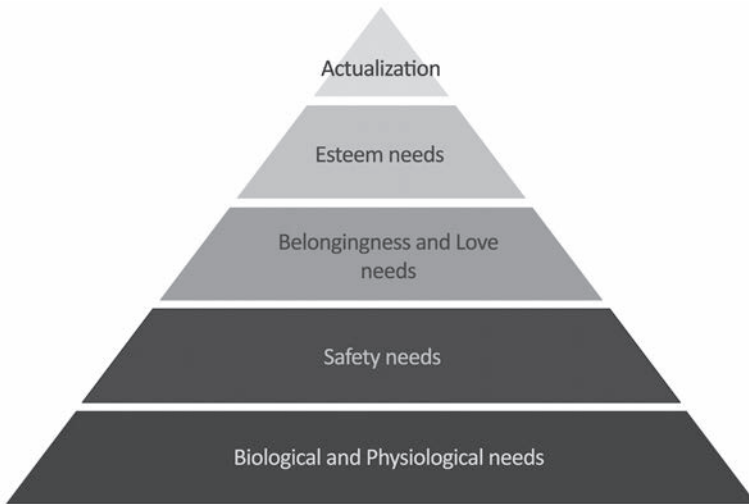 Actualization
Esteem needs
Belongingness and Love
needs
Safety needs
Biological and Physiological needs